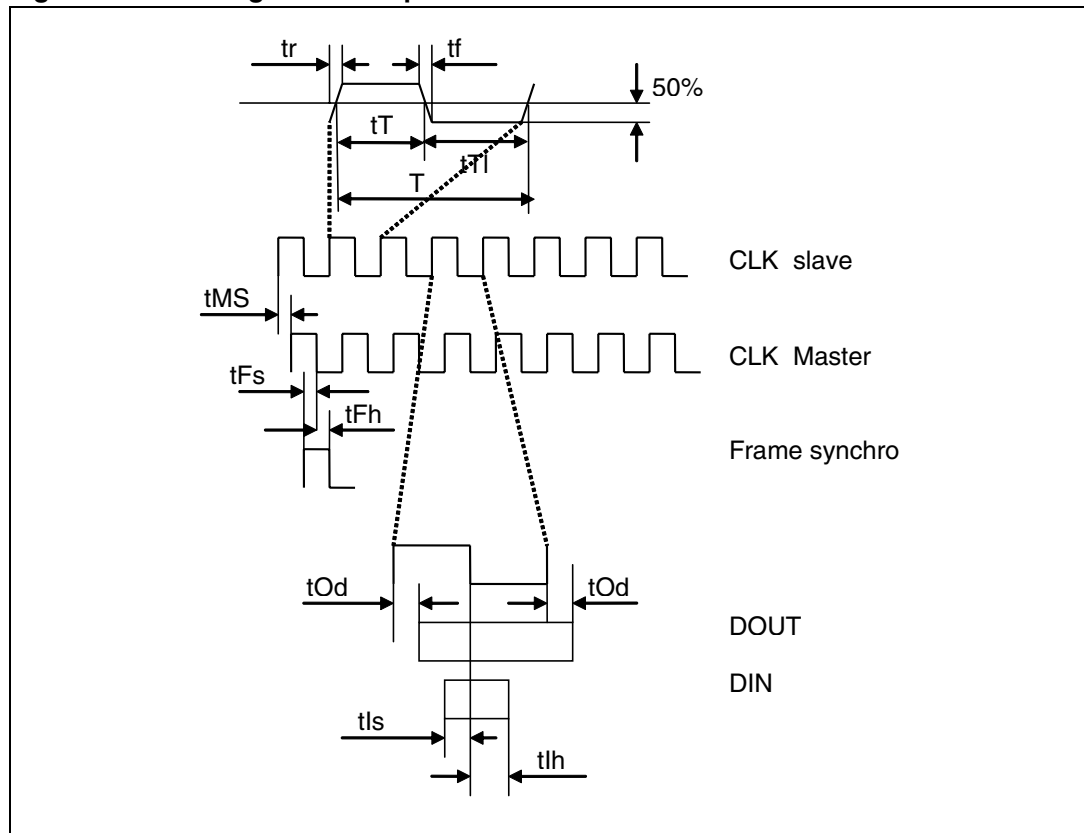 tr
tf
50%
tT
tTl
T
CLK slave
tMS
CLK Master
tFs
tFh
Frame synchro
tOd
tOd
DOUT
DIN
tIs
tIh